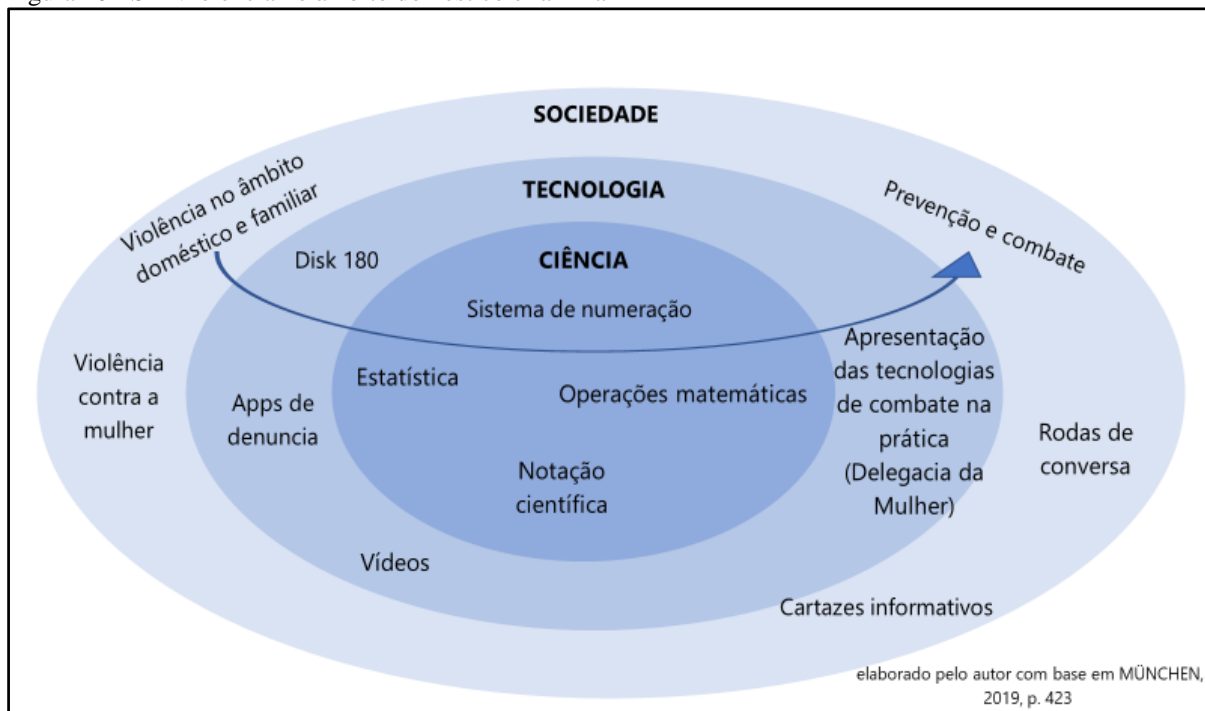 SOCIEDADE
Violência no âmbito
doméstico e familiar
TECNOLOGIA
Prevenção e combate
Disk 180
CIÊNCIA
Sistema de numeração
Violência
contra a
mulher
Apps de
denuncia
Estatística
Operações matemáticas
Apresentação
das tecnologias
de combate na
prática
(Delegacia da
Mulher)
Rodas de
conversa
Notação
científica
Vídeos
Cartazes informativos
elaborado pelo autor com base em MÜNCHEN,
2019, p. 423